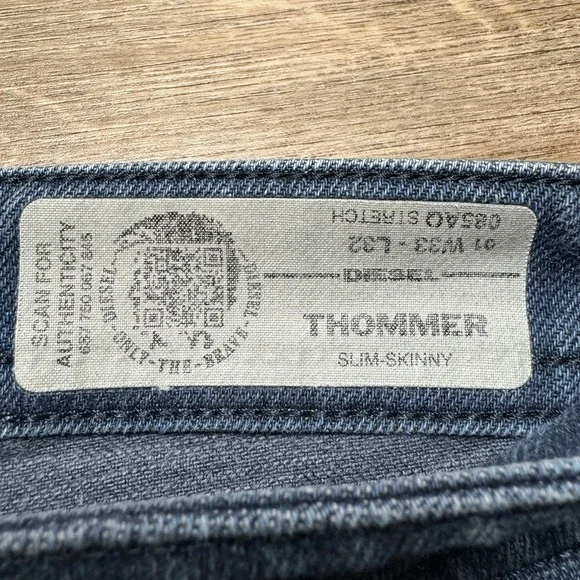 SCAN FOR
AUTHENTICITY
687 750 067 885
DIESEL
ONLY-THE-BRAVE
01 W33 - L32
085AQ STRETCH
DIESEL
THOMMER
SLIM-SKINNY